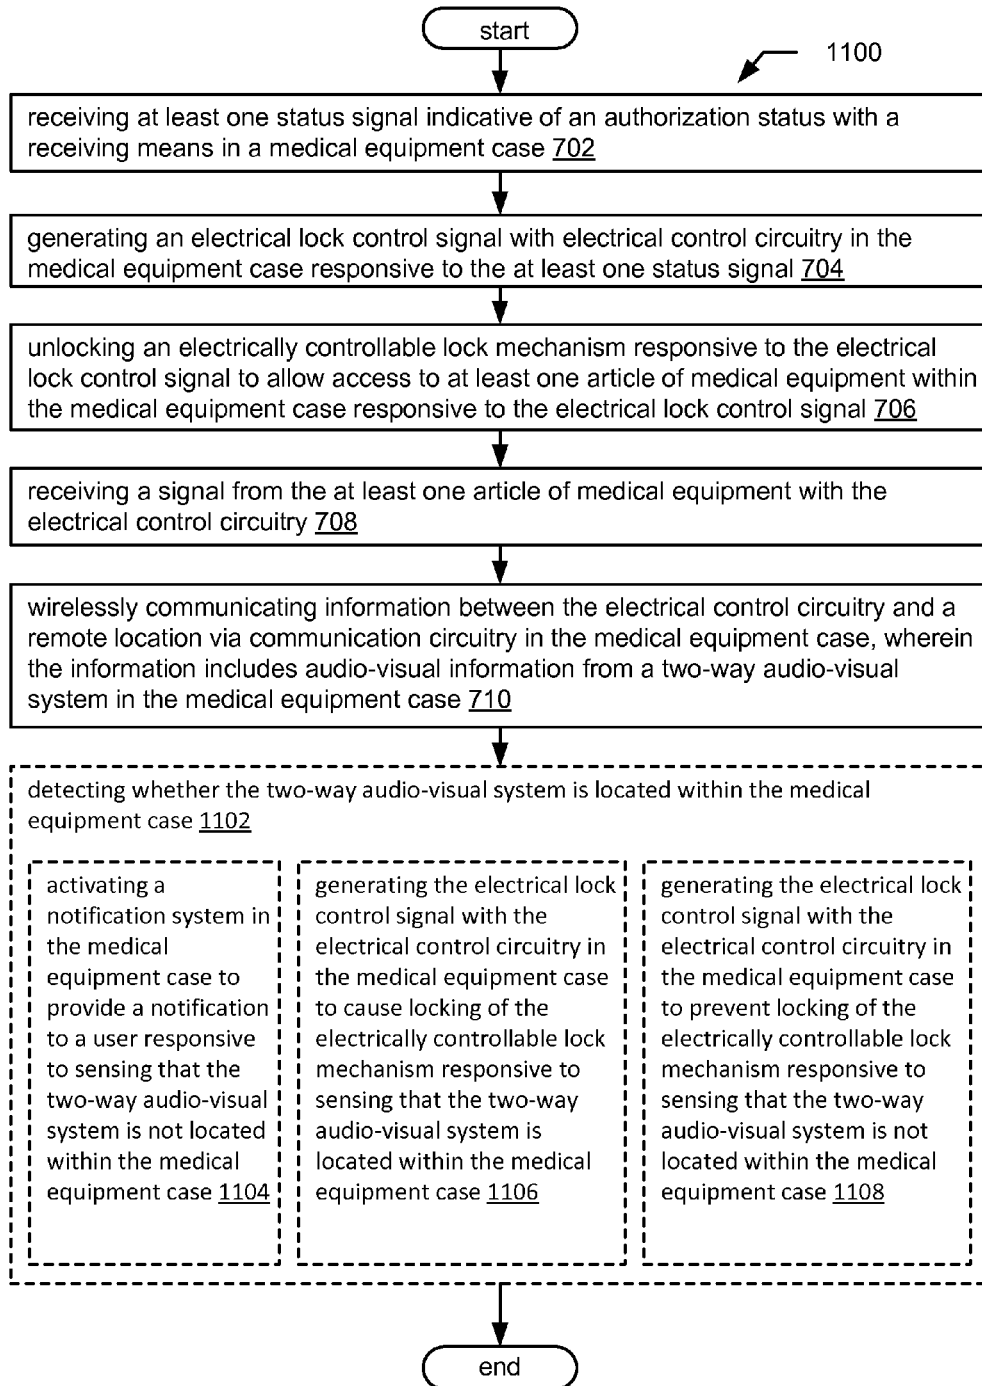 start
1100
receiving at least one status signal indicative of an authorization status with a
receiving means in a medical equipment case 702
generating an electrical lock control signal with electrical control circuitry in the
medical equipment case responsive to the at least one status signal 704
unlocking an electrically controllable lock mechanism responsive to the electrical
lock control signal to allow access to at least one article of medical equipment within
the medical equipment case responsive to the electrical lock control signal 706
receiving a signal from the at least one article of medical equipment with the
electrical control circuitry 708
wirelessly communicating information between the electrical control circuitry and a
remote location via communication circuitry in the medical equipment case, wherein
the information includes audio-visual information from a two-way audio-visual
system in the medical equipment case 710
detecting whether the two-way audio-visual system is located within the medical
equipment case 1102
activating a
notification system in
the medical
equipment case to
provide a notification
to a user responsive
to sensing that the
two-way audio-visual
system is not located
within the medical
equipment case 1104
generating the electrical lock
control signal with the
electrical control circuitry in
the medical equipment case
to cause locking of the
electrically controllable lock
mechanism responsive to
sensing that the two-way
audio-visual system is
located within the medical
equipment case 1106
generating the electrical lock
control signal with the
electrical control circuitry in
the medical equipment case
to prevent locking of the
electrically controllable lock
mechanism responsive to
sensing that the two-way
audio-visual system is not
located within the medical
equipment case 1108
end